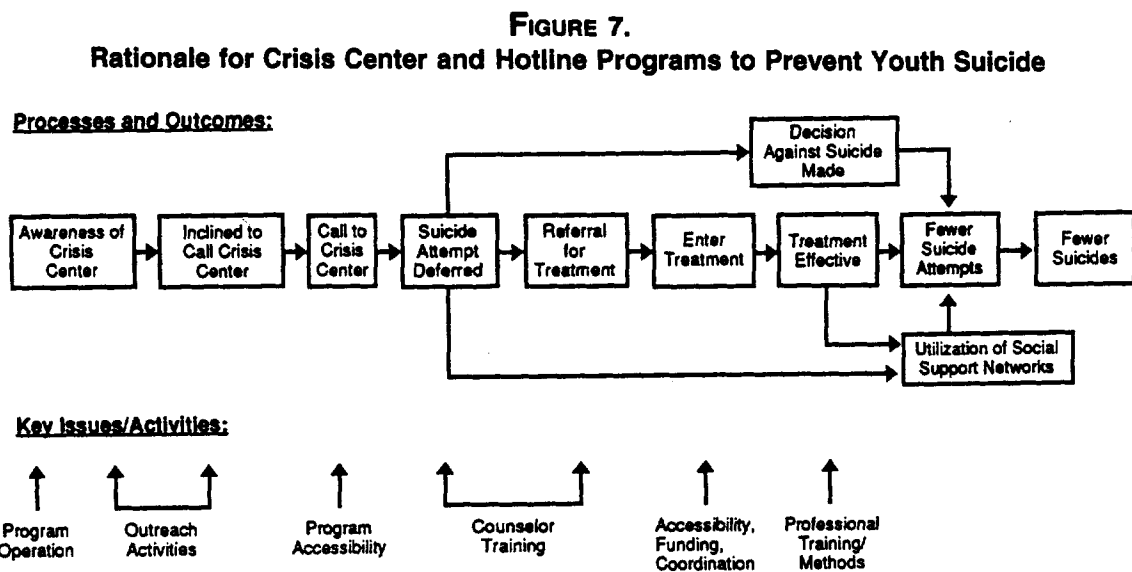 FIGURE 7.
Rationale for Crisis Center and Hotline Programs to Prevent Youth Suicide
Processes and Outcomes:
Decision
Against Suicide
Made
Awareness of
Crisis
Center
Inclined to
Call Crisis
Center
Call to
Crisis
Center
Suicide
Attempt
Deferred
Referral
for
Treatment
Enter
Treatment
Treatment
Effective
Fewer
Suicide
Attempts
Fewer
Suicides
Utilization of Social
Support Networks
Key Issues/Activities:
Program
Operation
Outreach
Activities
Program
Accessibility
Counselor
Training
Accessibility,
Funding,
Coordination
Professional
Training/
Methods